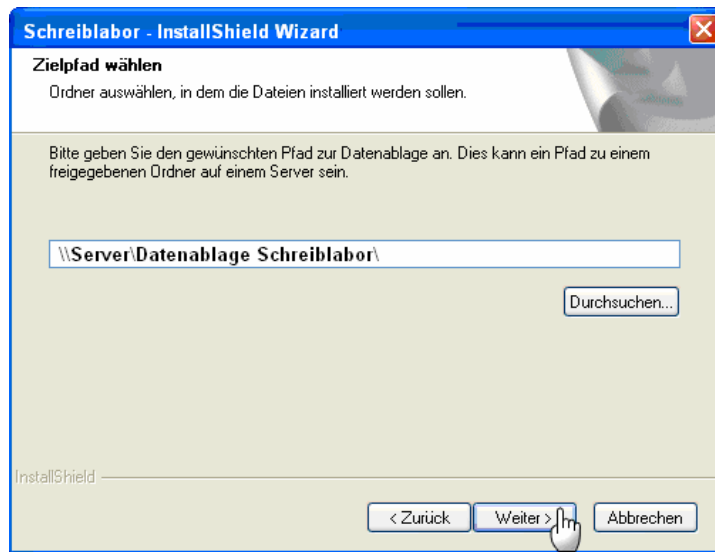 Schreiblabor - InstallShield Wizard
Zielpfad wählen
Ordner auswählen, in dem die Dateien installiert werden sollen.
Bitte geben Sie den gewünschten Pfad zur Datenablage an. Dies kann ein Pfad zu einem
freigegebenen Ordner auf einem Server sein.
\\Server\Datenablage Schreiblabor\
Durchsuchen...
InstallShield
< Zurück
Weiter >
Abbrechen